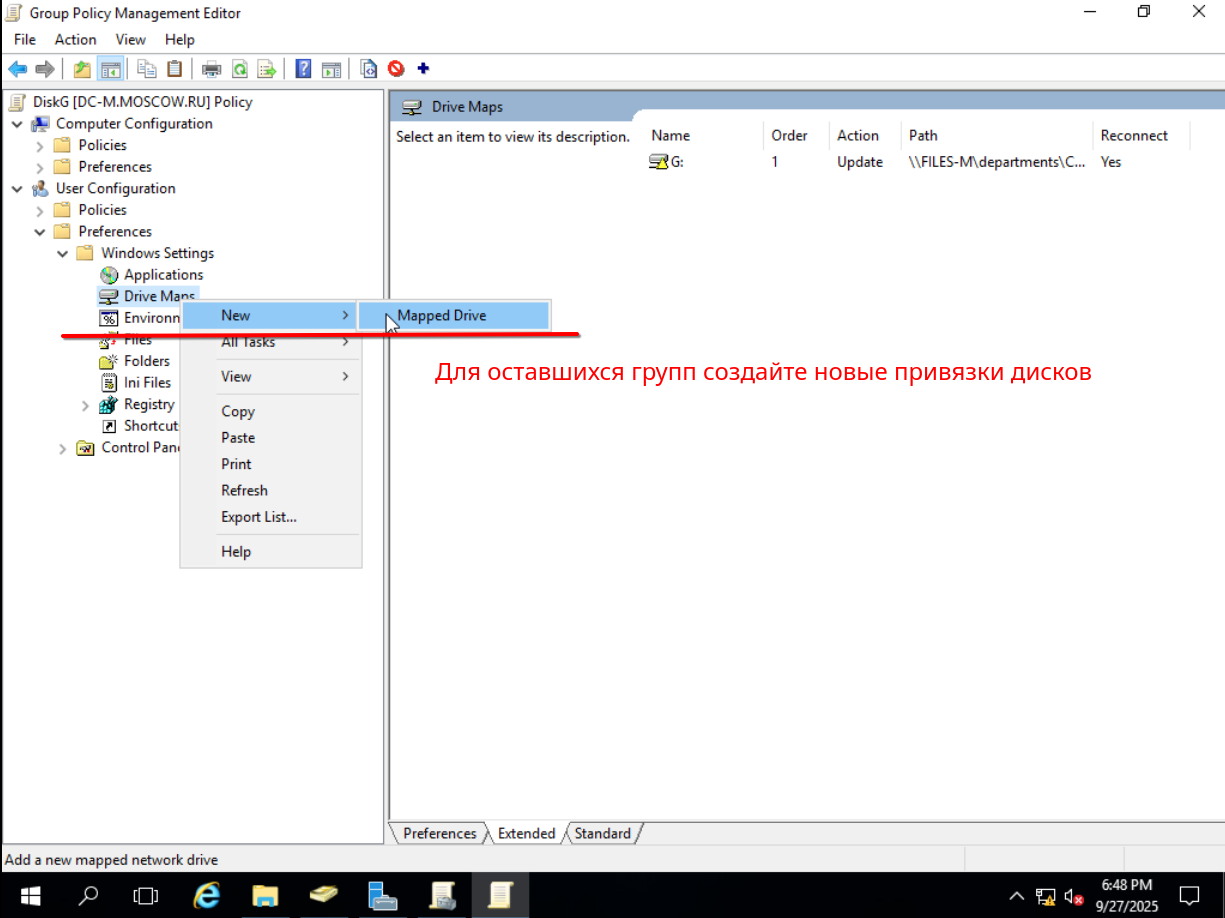 Group Policy Management Editor
File Action View Help
DiskG [DC-M.MOSCOW.RU] Policy
Computer Configuration
Policies
Preferences
User Configuration
Policies
Preferences
Windows Settings
Applications
Drive Maps
Environn
Files
Folders
Ini Files
Registry
Shortcut
Control Pane
New
Mapped Drive
All Tasks
View
Copy
Paste
Print
Refresh
Export List...
Help
Drive Maps
Select an item to view its description.
Name Order Action Path Reconnect
G: 1 Update \\FILES-M\departments\C... Yes
Для оставшихся групп создайте новые привязки дисков
Preferences Extended Standard
Add a new mapped network drive
6:48 PM
9/27/2025